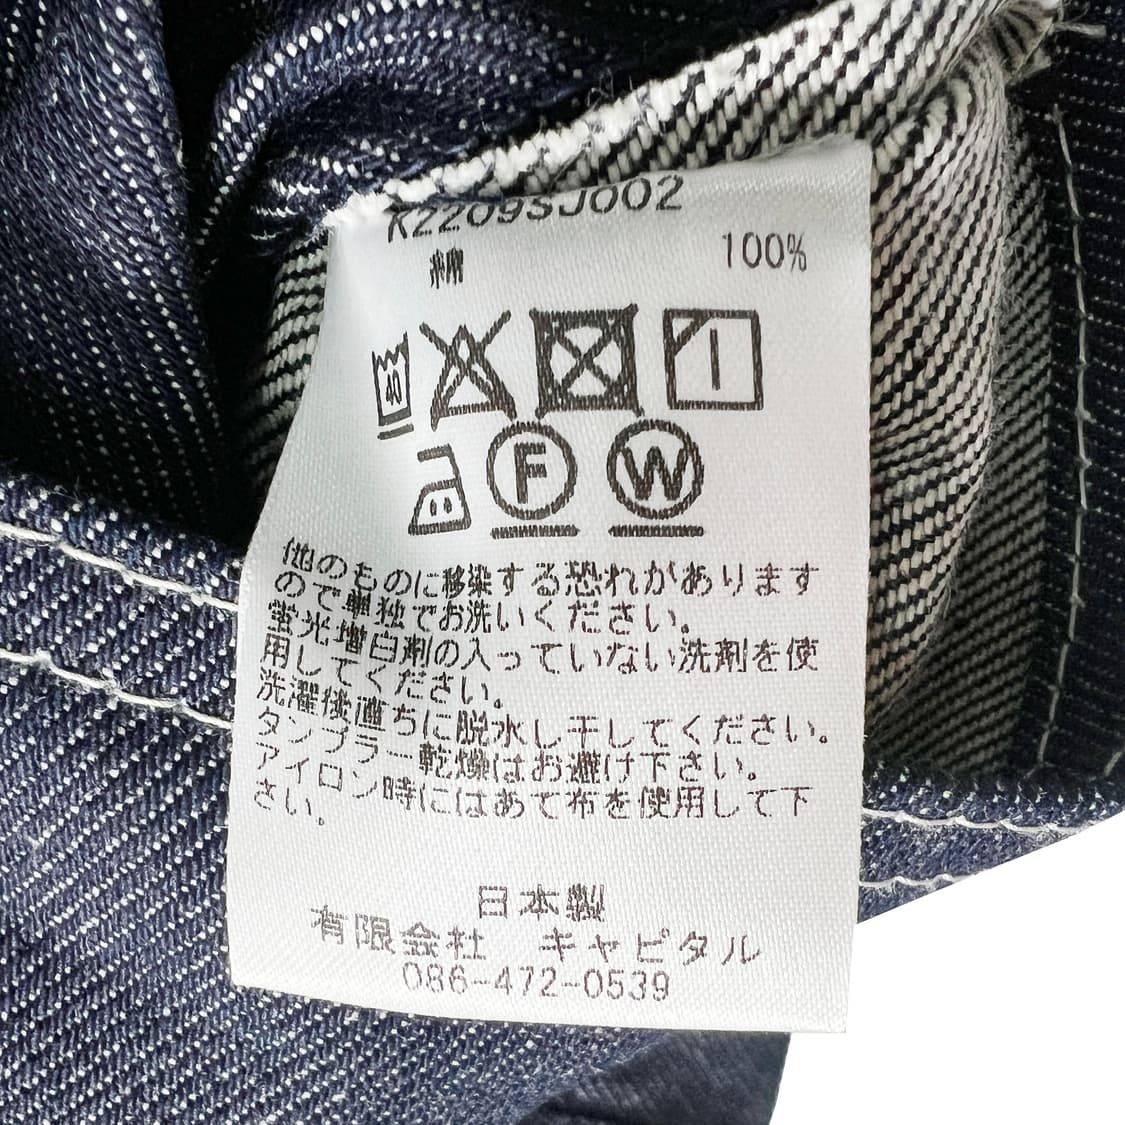 K2209SJ002
綿 100%
40
F W
他のものに移染する恐れがあります
ので単独でお洗いください。
蛍光増白剤の入っていない洗剤を使
用してください。
洗濯後直ちに脱水し干してください。
タンブラー乾燥はお避け下さい。
アイロン時にはあて布を使用して下
さい。
日本製
有限会社 キャピタル
086-472-0539